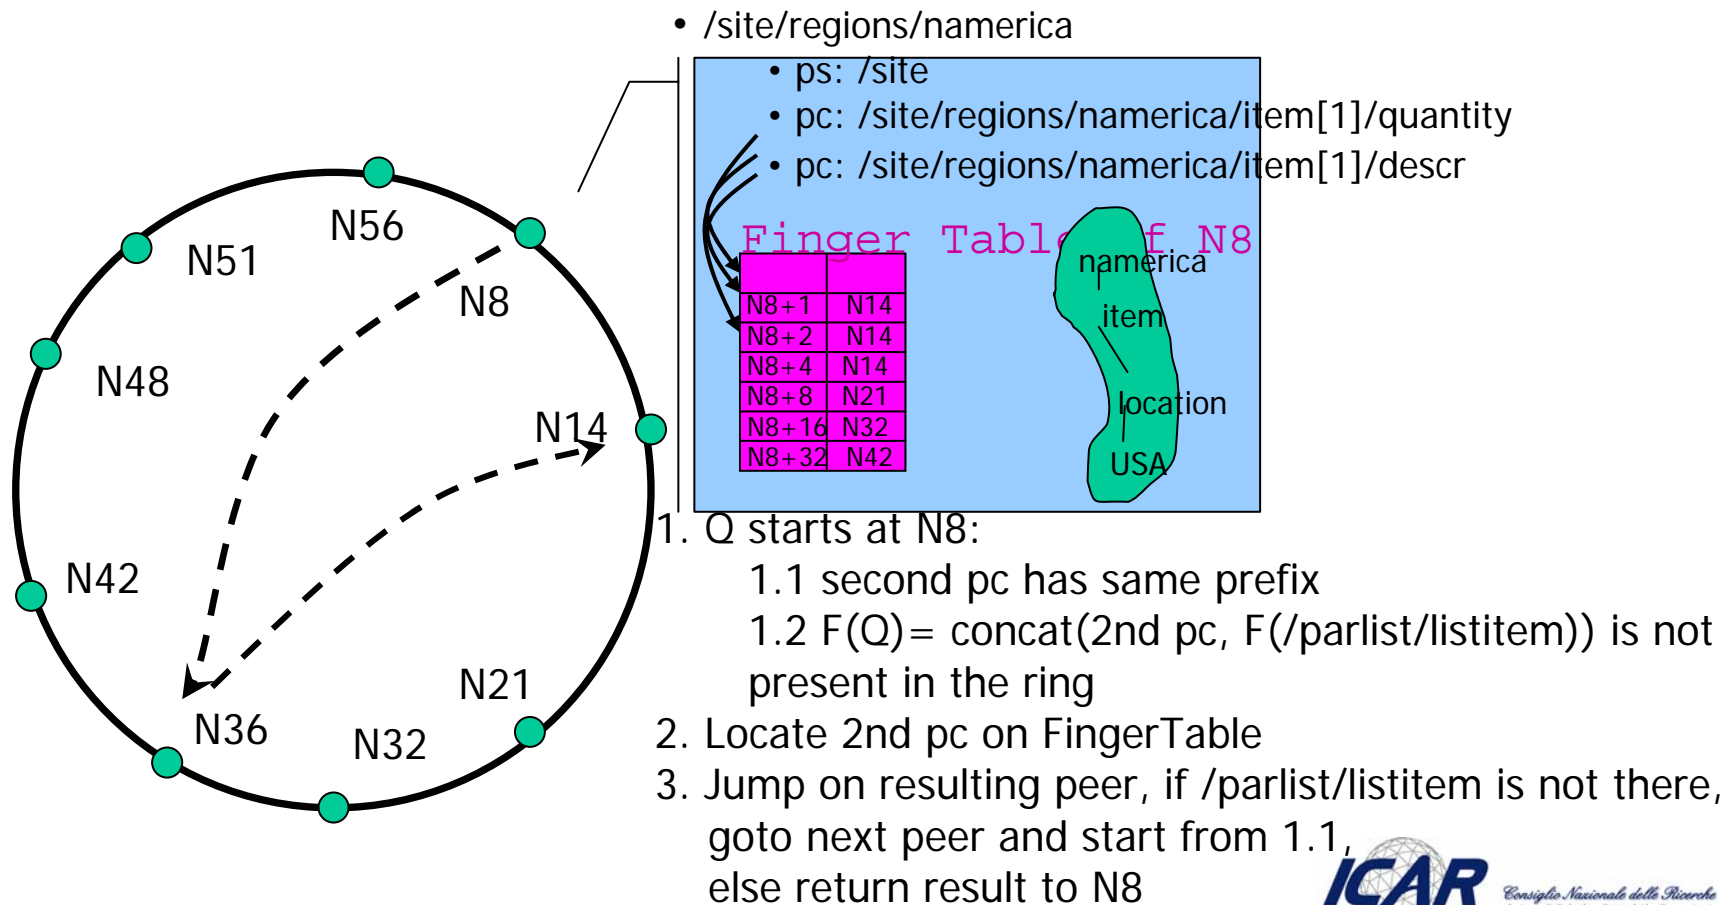 • /site/regions/namerica
• ps: /site
• pc: /site/regions/namerica/item[1]/quantity
• pc: /site/regions/namerica/item[1]/descr
Finger Table of N8
N8+1 N14
N8+2 N14
N8+4 N14
N8+8 N21
N8+16 N32
N8+32 N42
namerica
item
location
USA
N56
N51
N8
N48
N14
N42
N21
N36
N32
1. Q starts at N8:
1.1 second pc has same prefix
1.2 F(Q)= concat(2nd pc, F(/parlist/listitem)) is not
present in the ring
2. Locate 2nd pc on FingerTable
3. Jump on resulting peer, if /parlist/listitem is not there,
goto next peer and start from 1.1,
else return result to N8
ICAR
Consiglio Nazionale delle Ricerche